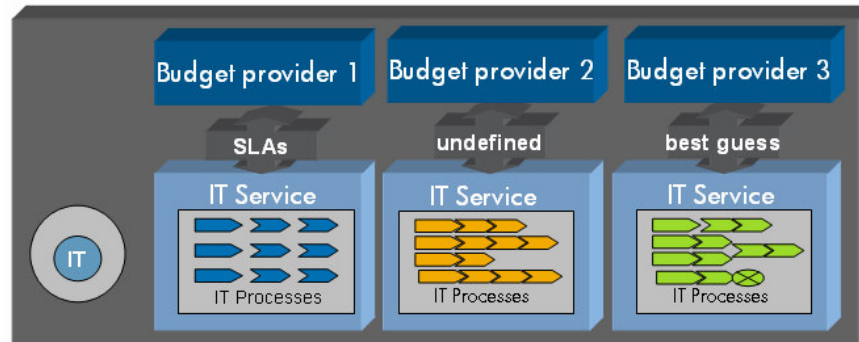 Budget provider 1
Budget provider 2
Budget provider 3
SLAs
undefined
best guess
IT Service
IT Service
IT Service
IT
IT Processes
IT Processes
IT Processes